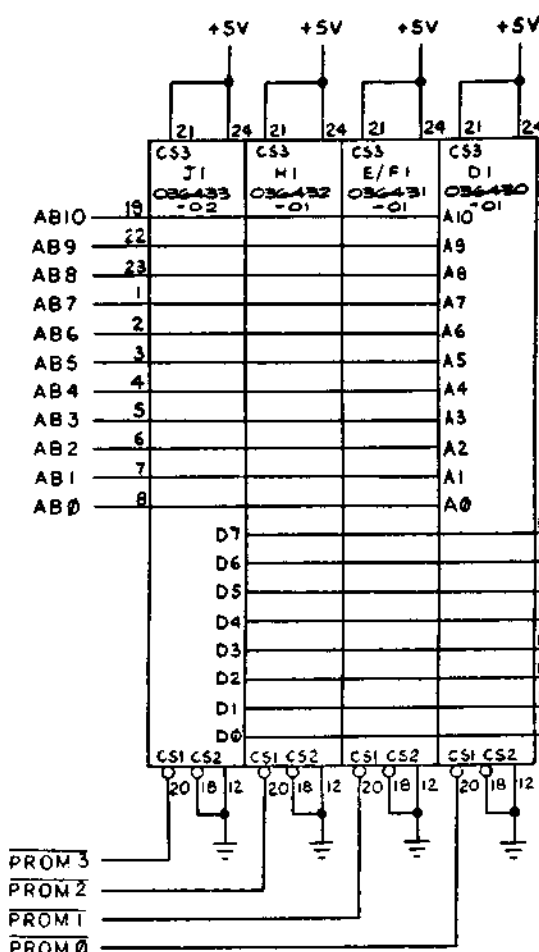 +5V +5V +5V +5V
21 24 21 24 21 24 21 24
CS3 CS3 CS3 CS3
J1 H1 E/F1 D1
036433 036432 036431 036430
-02 -01 -01 -01
AB10 19 A10
AB9 22 A9
AB8 23 A8
AB7 1 A7
AB6 2 A6
AB5 3 A5
AB4 4 A4
AB3 5 A3
AB2 6 A2
AB1 7 A1
ABØ 8 AØ
D7
D6
D5
D4
D3
D2
D1
DØ
CS1 CS2 CS1 CS2 CS1 CS2 CS1 CS2
20 18 12 20 18 12 20 18 12 20 18 12
PROM 3
PROM 2
PROM 1
PROM Ø